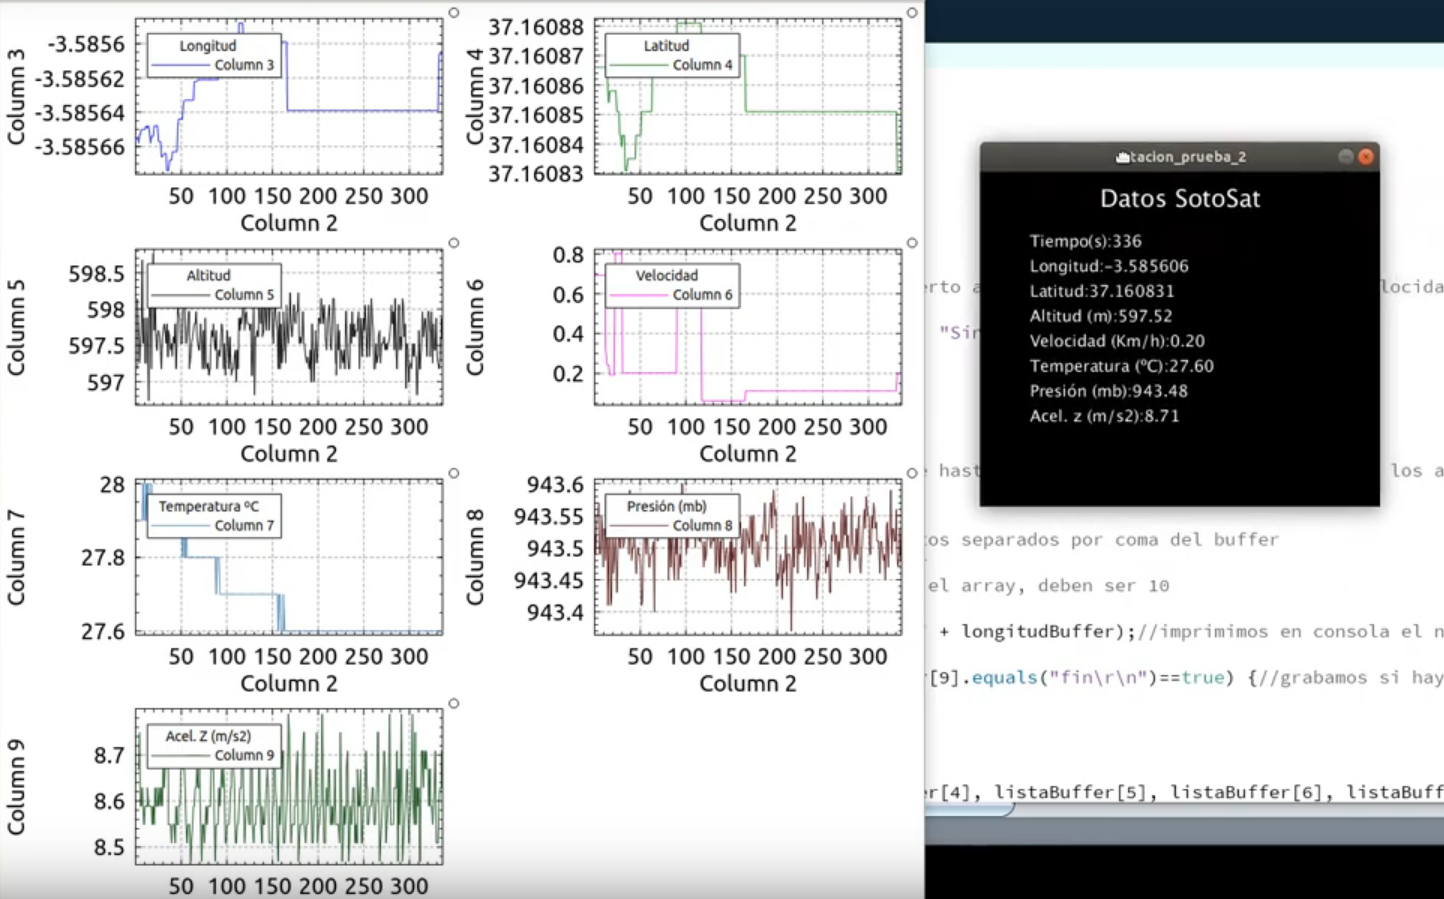 Column 3
-3.5856
-3.58562
-3.58564
-3.58566
Longitud
Column 3
50 100 150 200 250 300
Column 2
Column 4
37.16088
37.16087
37.16086
37.16085
37.16084
37.16083
Latitud
Column 4
50 100 150 200 250 300
Column 2
Column 5
598.5
598
597.5
597
Altitud
Column 5
50 100 150 200 250 300
Column 2
Column 6
0.8
0.6
0.4
0.2
Velocidad
Column 6
50 100 150 200 250 300
Column 2
Column 7
28
27.8
27.6
Temperatura ºC
Column 7
50 100 150 200 250 300
Column 2
Column 8
943.6
943.55
943.5
943.45
943.4
Presión (mb)
Column 8
50 100 150 200 250 300
Column 2
Column 9
8.7
8.6
8.5
Acel. Z (m/s2)
Column 9
50 100 150 200 250 300
tacion_prueba_2
Datos SotoSat
Tiempo(s):336
Longitud:-3.585606
Latitud:37.160831
Altitud (m):597.52
Velocidad (Km/h):0.20
Temperatura (ºC):27.60
Presión (mb):943.48
Acel. z (m/s2):8.71
erto a
locida
"Sin
hast
los a
os separados por coma del buffer
el array, deben ser 10
+ longitudBuffer);//imprimimos en consola el n
[9].equals("fin\r\n")==true) {//grabamos si hay
er[4], listaBuffer[5], listaBuffer[6], listaBuff